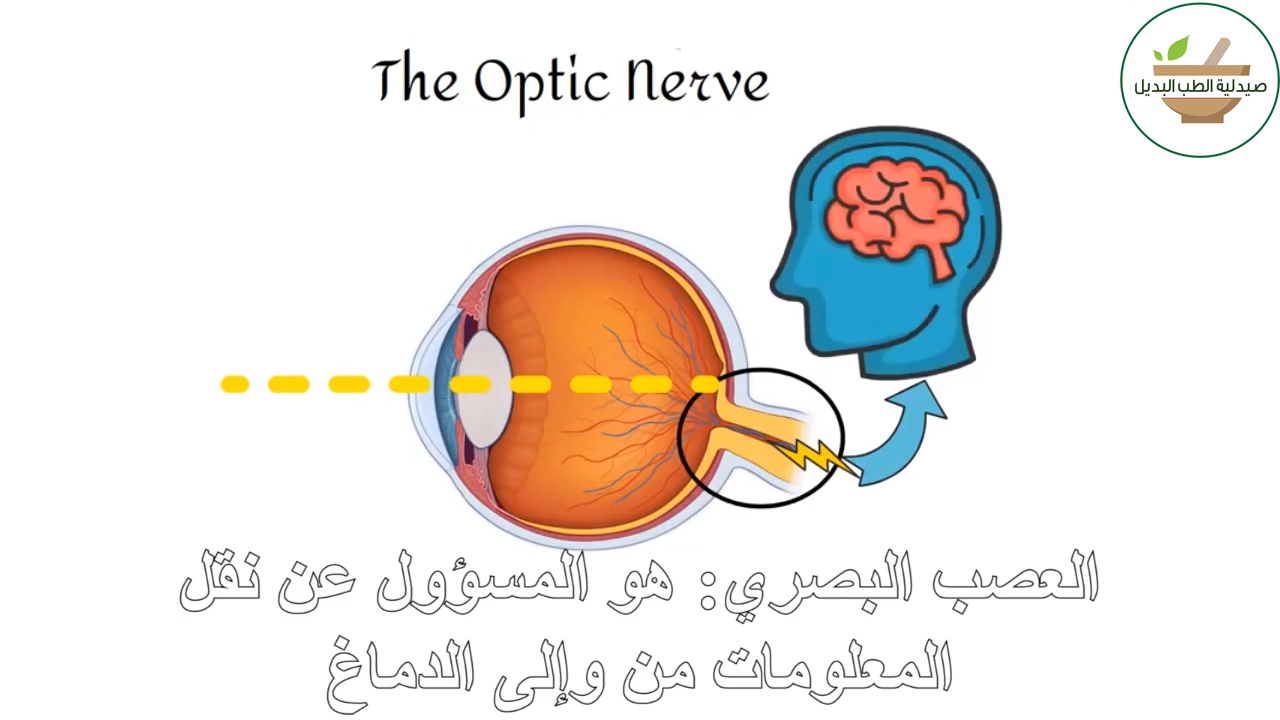 The Optic Nerve
صيدلية الطب البديل
العصب البصري: هو المسؤول عن نقل
المعلومات من وإلى الدماغ